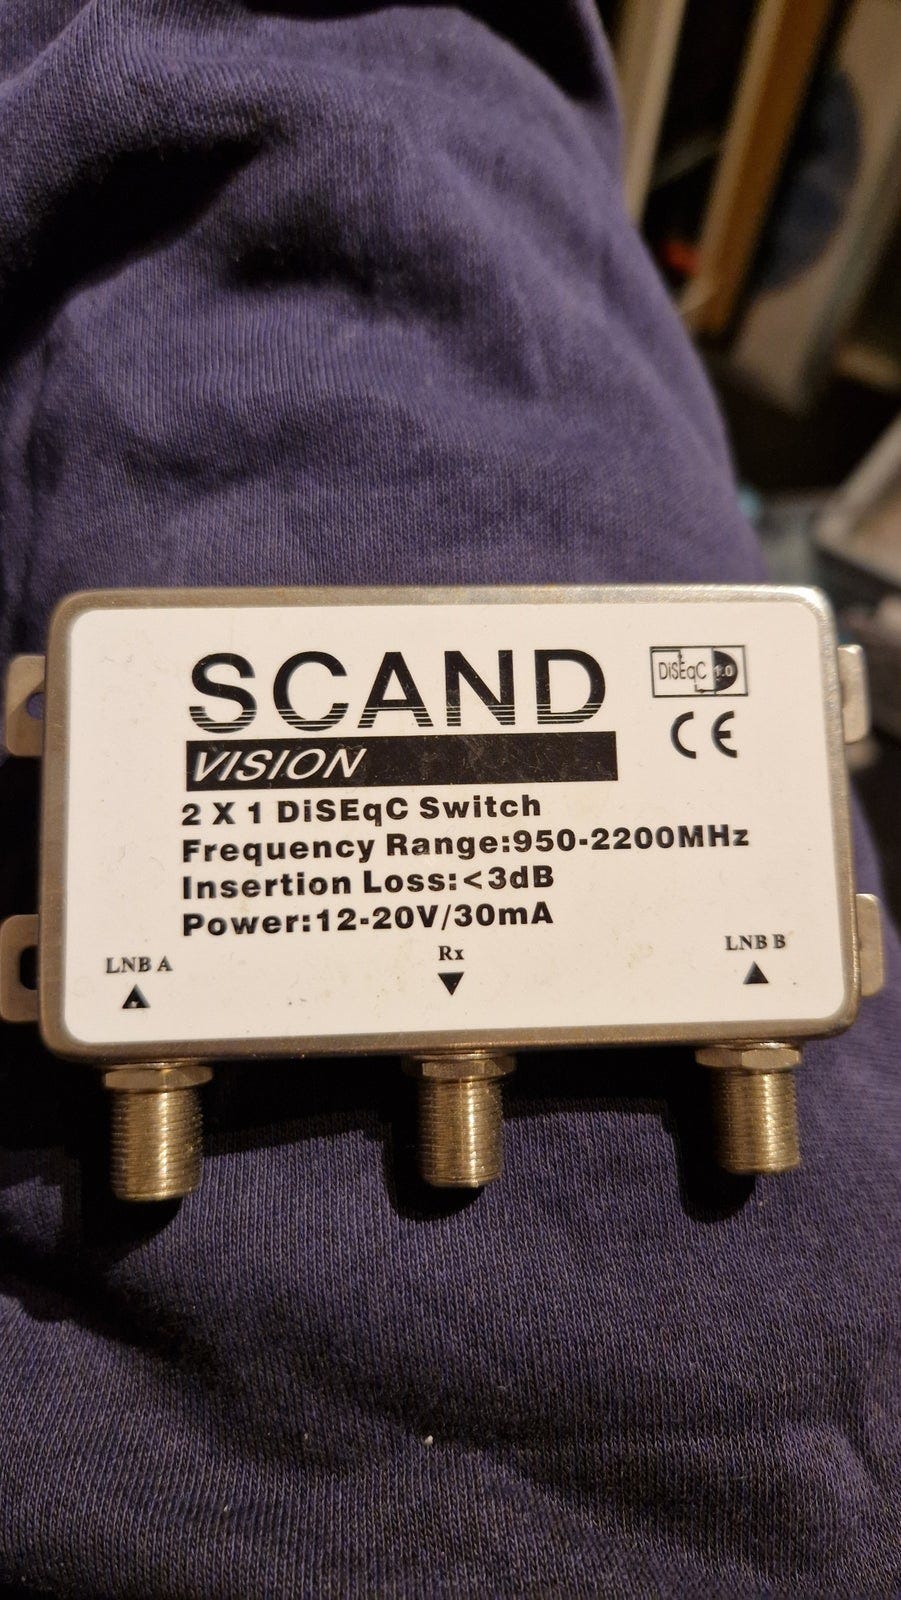 SCAND
DiSEqC 1.0
VISION
CE
2 X 1 DiSEqC Switch
Frequency Range:950-2200MHz
Insertion Loss:<3dB
Power:12-20V/30mA
LNB A
Rx
LNB B